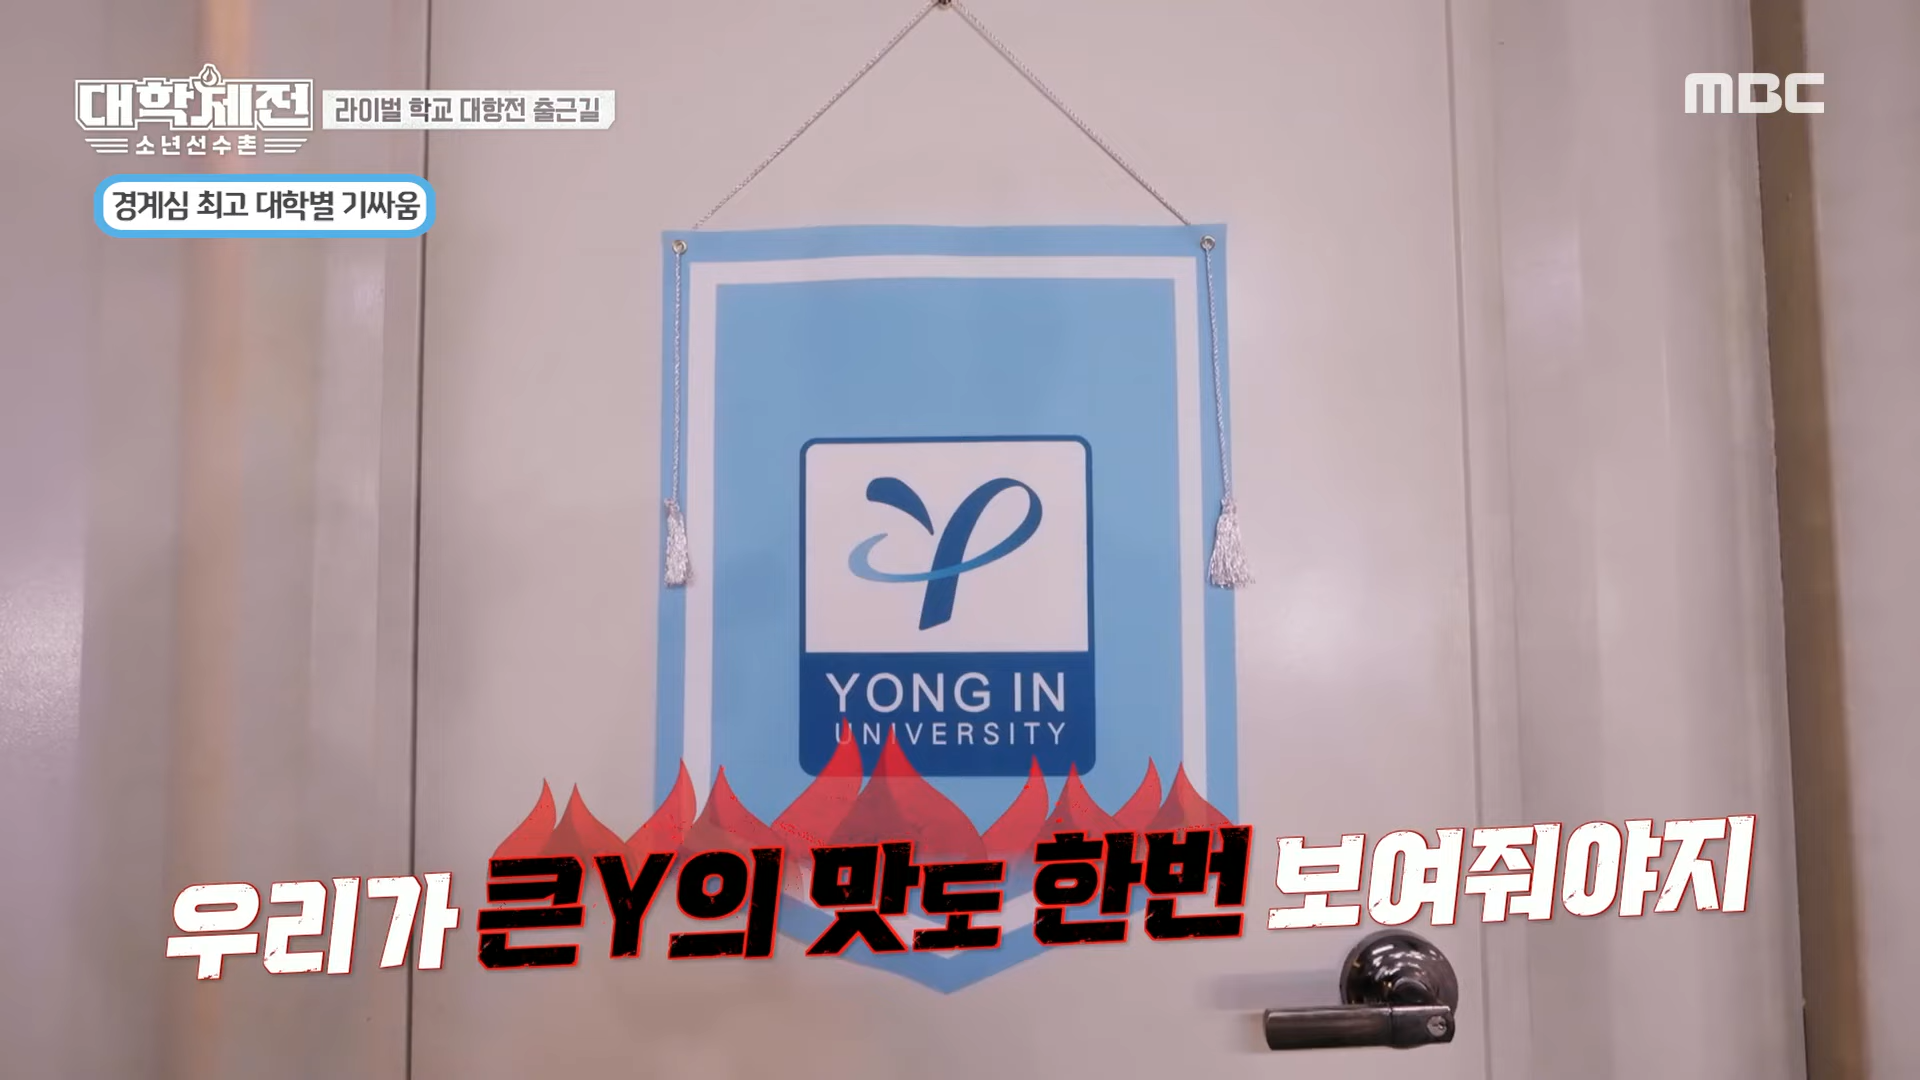 대학체전
소년선수촌
라이벌 학교 대항전 출근길
MBC
경계심 최고 대학별 기싸움
YONG IN
UNIVERSITY
우리가 큰Y의 맛도 한번 보여줘야지